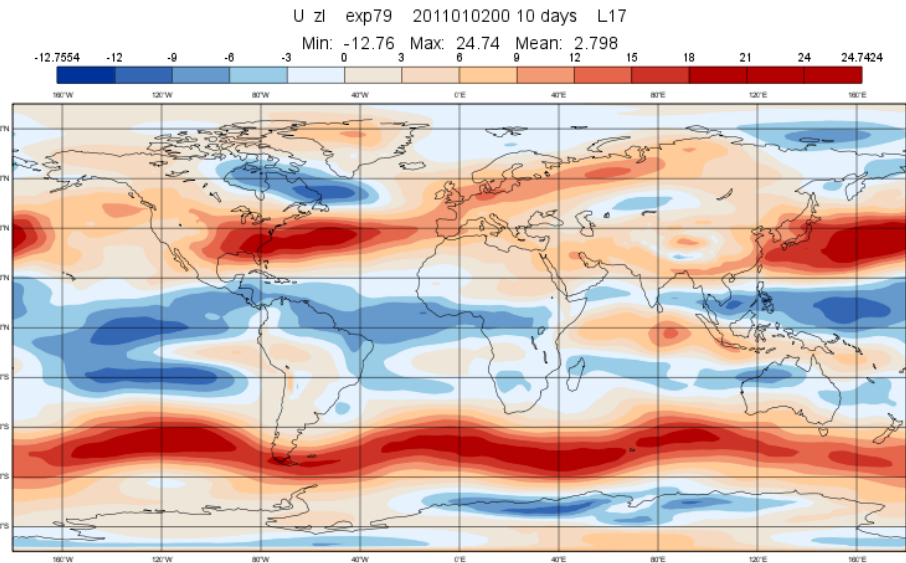 U zl exp79 2011010200 10 days L17
Min: -12.76 Max: 24.74 Mean: 2.798
-12.7554 -12 -9 -6 -3 0 3 6 9 12 15 18 21 24 24.7424
160°W 120°W 80°W 40°W 0°E 40°E 80°E 120°E 160°E
°N
°N
°N
°N
°N
°S
°S
°S
°S
160°W 120°W 80°W 40°W 0°E 40°E 80°E 120°E 160°E